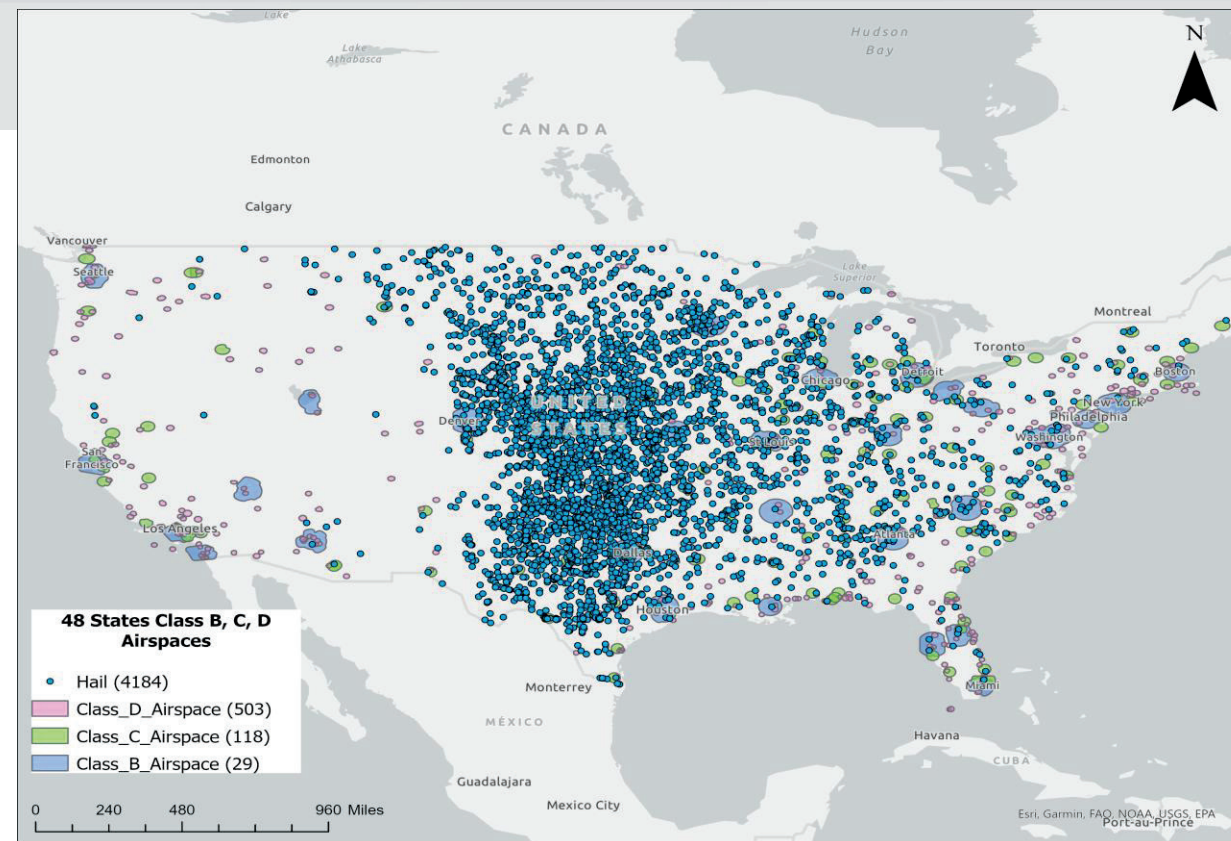 Lake
Hudson
Bay
N
Lake
Athabasca
CANADA
Edmonton
Calgary
Vancouver
Seattle
Lake
Superior
Montreal
Toronto
Boston
Detroit
Chicago
New York
Philadelphia
Washington
UNITED
STATES
Denver
St Louis
San
Francisco
Los Angeles
Atlanta
Dallas
Houston
Miami
Monterrey
MÉXICO
Havana
CUBA
Guadalajara
Mexico City
Port-au-Prince
48 States Class B, C, D
Airspaces
Hail (4184)
Class_D_Airspace (503)
Class_C_Airspace (118)
Class_B_Airspace (29)
0 240 480 960 Miles
Esri, Garmin, FAO, NOAA, USGS, EPA